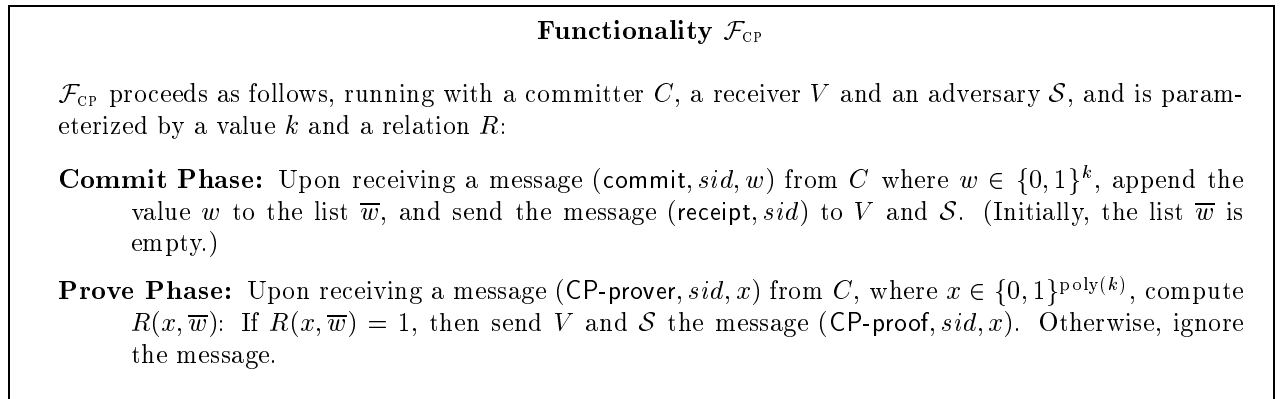 Functionality 𝓕CP
𝓕CP proceeds as follows, running with a committer C, a receiver V and an adversary 𝒮, and is param-
eterized by a value k and a relation R:
Commit Phase: Upon receiving a message (commit, sid, w) from C where w ∈ {0, 1}^k, append the
value w to the list w̅, and send the message (receipt, sid) to V and 𝒮. (Initially, the list w̅ is
empty.)
Prove Phase: Upon receiving a message (CP-prover, sid, x) from C, where x ∈ {0, 1}^poly(k), compute
R(x, w̅): If R(x, w̅) = 1, then send V and 𝒮 the message (CP-proof, sid, x). Otherwise, ignore
the message.